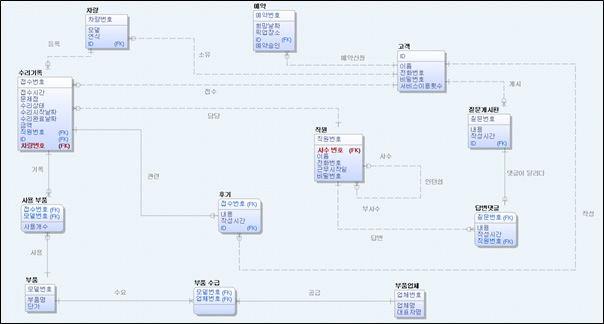 차량
차량번호
모델
연식
ID (FK)
예약
예약번호
희망날짜
픽업장소
ID (FK)
예약승인
고객
ID
이름
전화번호
비밀번호
서비스이용횟수
등록
소유
예약신청
접수
게시
담당
수리기록
접수번호
접수시간
문제점
수리상태
수리시작날짜
수리완료날짜
금액
직원번호 (FK)
ID (FK)
차량번호 (FK)
직원
직원번호
사수 번호 (FK)
이름
전화번호
근무시작일
비밀번호
사수
인턴쉽
부사수
질문게시판
질문번호
내용
작성시간
ID (FK)
댓글이 달리다
기록
관련
작성
사용 부품
접수번호 (FK)
모델번호 (FK)
사용개수
후기
접수번호 (FK)
내용
작성시간
ID (FK)
답변
답변댓글
질문번호 (FK)
내용
작성시간
직원번호 (FK)
사용
부품
모델번호
부품명
단가
수요
부품 수급
모델번호 (FK)
업체번호 (FK)
공급
부품업체
업체번호
업체명
대표자명